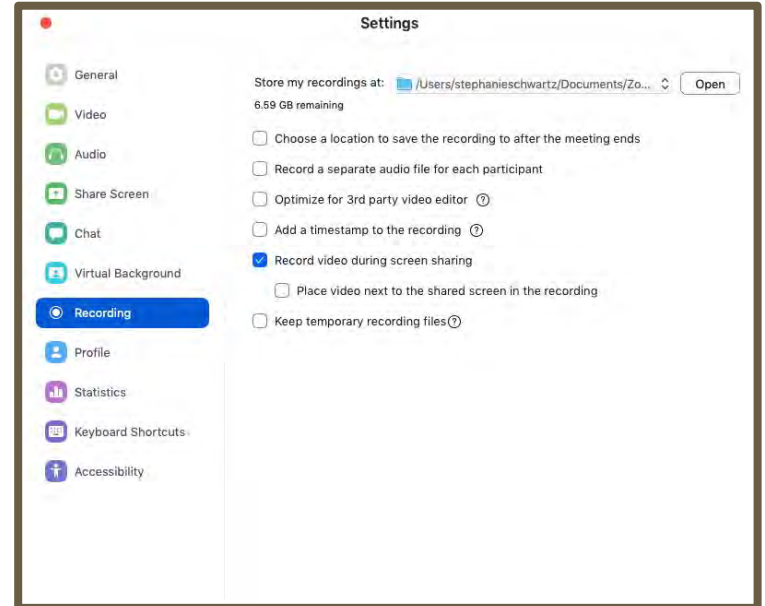 Settings
General
Video
Audio
Share Screen
Chat
Virtual Background
Recording
Profile
Statistics
Keyboard Shortcuts
Accessibility
Store my recordings at: /Users/stephanieschwartz/Documents/Zo... Open
6.59 GB remaining
Choose a location to save the recording to after the meeting ends
Record a separate audio file for each participant
Optimize for 3rd party video editor ?
Add a timestamp to the recording ?
Record video during screen sharing
Place video next to the shared screen in the recording
Keep temporary recording files ?